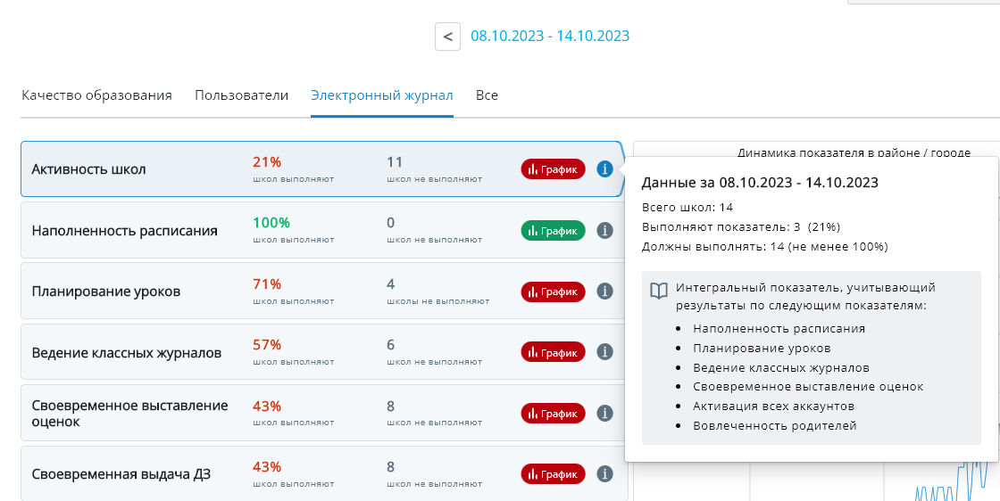 <
08.10.2023 - 14.10.2023
Качество образования
Пользователи
Электронный журнал
Все
Активность школ
21%
школ выполняют
11
школ не выполняют
График
Наполненность расписания
100%
школ выполняют
0
школ не выполняют
График
Планирование уроков
71%
школ выполняют
4
школы не выполняют
График
Ведение классных журналов
57%
школ выполняют
6
школ не выполняют
График
Своевременное выставление
оценок
43%
школ выполняют
8
школ не выполняют
График
Своевременная выдача ДЗ
43%
школ выполняют
8
школ не выполняют
График
Динамика показателя в районе / городе
Данные за 08.10.2023 - 14.10.2023
Всего школ: 14
Выполняют показатель: 3 (21%)
Должны выполнять: 14 (не менее 100%)
Интегральный показатель, учитывающий
результаты по следующим показателям:
• Наполненность расписания
• Планирование уроков
• Ведение классных журналов
• Своевременное выставление оценок
• Активация всех аккаунтов
• Вовлеченность родителей